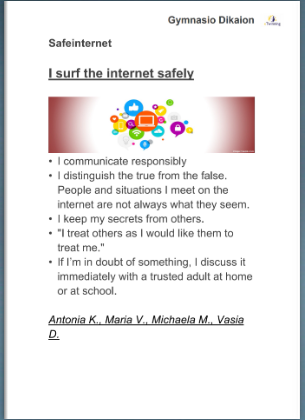 Gymnasio Dikaion
Safeinternet
I surf the internet safely
• I communicate responsibly
• I distinguish the true from the false.
People and situations I meet on the
internet are not always what they seem.
• I keep my secrets from others.
• "I treat others as I would like them to
treat me."
• If I'm in doubt of something, I discuss it
immediately with a trusted adult at home
or at school.
Antonia K., Maria V., Michaela M., Vasia
D.